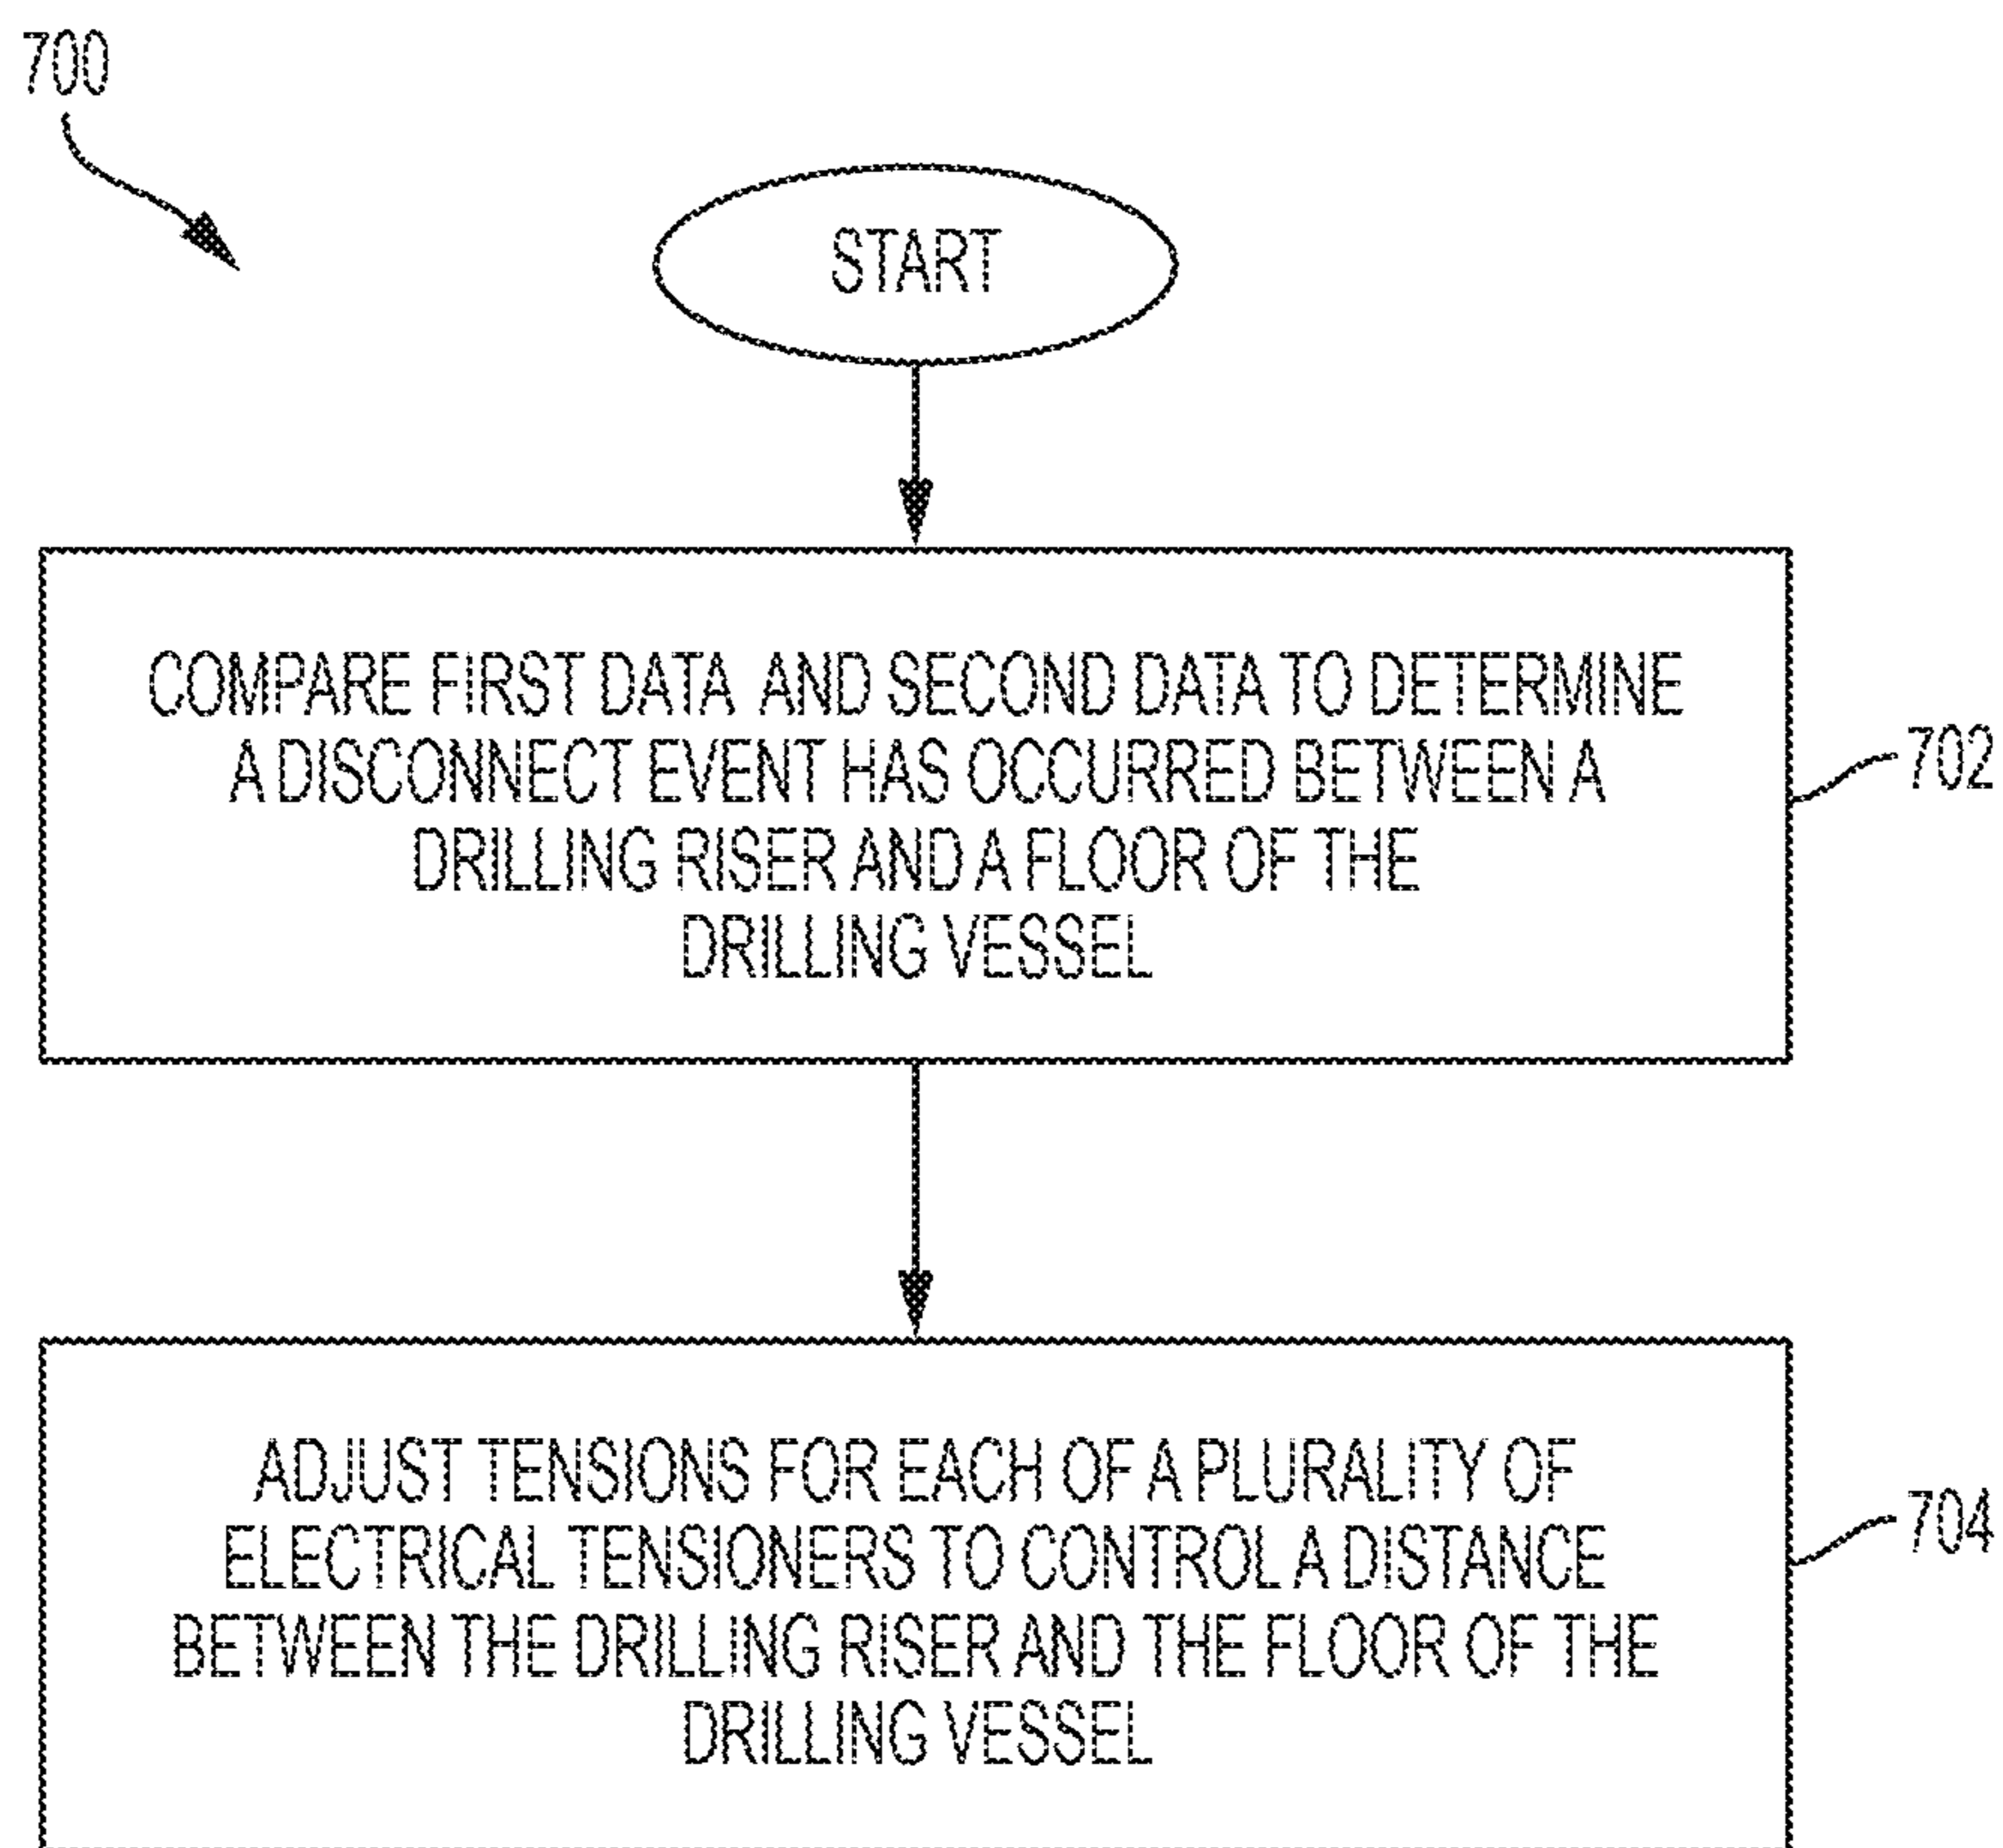 700
START
COMPARE FIRST DATA AND SECOND DATA TO DETERMINE
A DISCONNECT EVENT HAS OCCURRED BETWEEN A
DRILLING RISER AND A FLOOR OF THE
DRILLING VESSEL
702
ADJUST TENSIONS FOR EACH OF A PLURALITY OF
ELECTRICAL TENSIONERS TO CONTROL A DISTANCE
BETWEEN THE DRILLING RISER AND THE FLOOR OF THE
DRILLING VESSEL
704